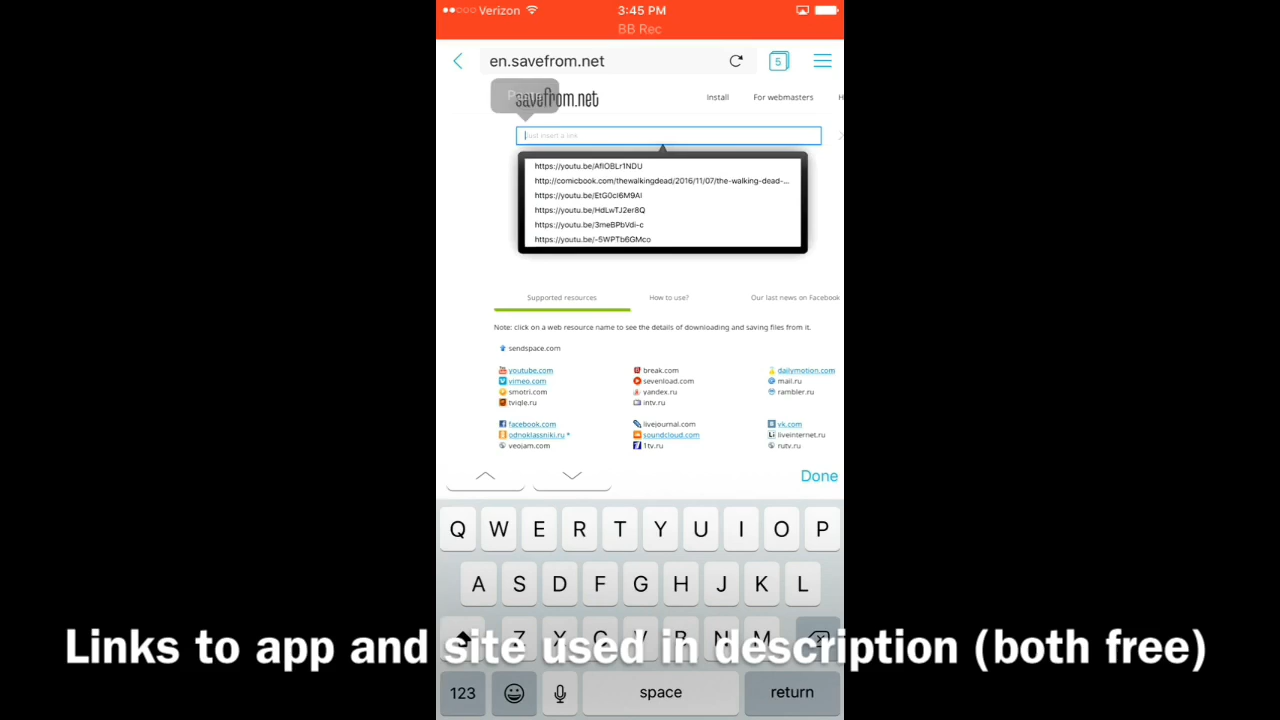 Verizon
3:45 PM
BB Rec
en.savefrom.net
5
Paste
savefrom.net
Install
For webmasters
H
Just insert a link
https://youtu.be/AflOBLr1NDU
http://comicbook.com/thewalkingdead/2016/11/07/the-walking-dead-...
https://youtu.be/EtG0cI6M9AI
https://youtu.be/HdLwTJ2er8Q
https://youtu.be/3meBPbVdi-c
https://youtu.be/-5WPTb6GMco
Supported resources
How to use?
Our last news on Facebook
Note: click on a web resource name to see the details of downloading and saving files from it.
sendspace.com
youtube.com
break.com
dailymotion.com
vimeo.com
sevenload.com
mail.ru
smotri.com
yandex.ru
rambler.ru
tvigle.ru
intv.ru
facebook.com
livejournal.com
vk.com
odnoklassniki.ru *
soundcloud.com
liveinternet.ru
veojam.com
1tv.ru
rutv.ru
Done
Q W E R T Y U I O P
A S D F G H J K L
Z X C V B N M
Links to app and site used in description (both free)
123
space
return